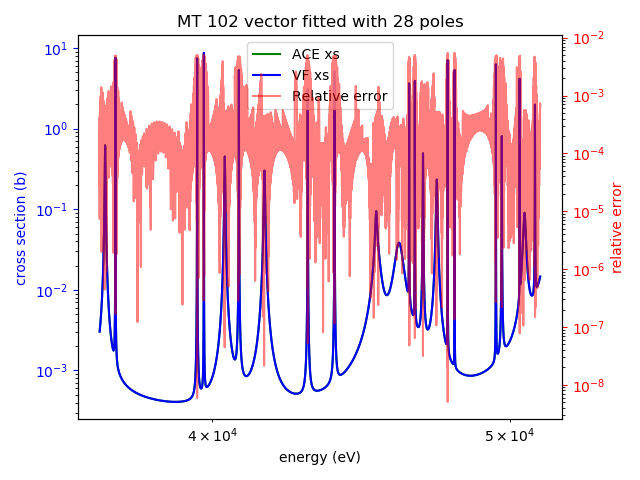 MT 102 vector fitted with 28 poles
ACE xs
VF xs
Relative error
cross section (b)
10^1
10^0
10^−1
10^−2
10^−3
relative error
10^−2
10^−3
10^−4
10^−5
10^−6
10^−7
10^−8
4 × 10^4
5 × 10^4
energy (eV)